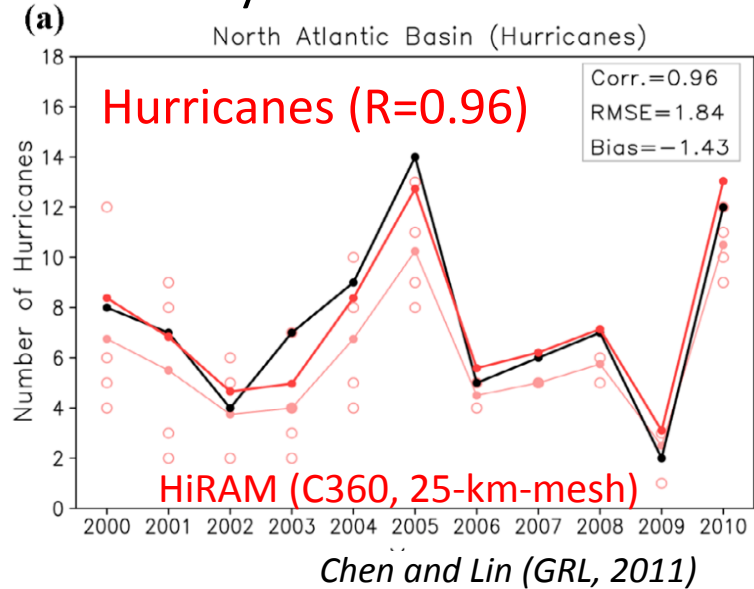 (a)
North Atlantic Basin (Hurricanes)
Hurricanes (R=0.96)
Corr.=0.96
RMSE=1.84
Bias=-1.43
Number of Hurricanes
18
16
14
12
10
8
6
4
2
0
HiRAM (C360, 25-km-mesh)
2000 2001 2002 2003 2004 2005 2006 2007 2008 2009 2010
Chen and Lin (GRL, 2011)